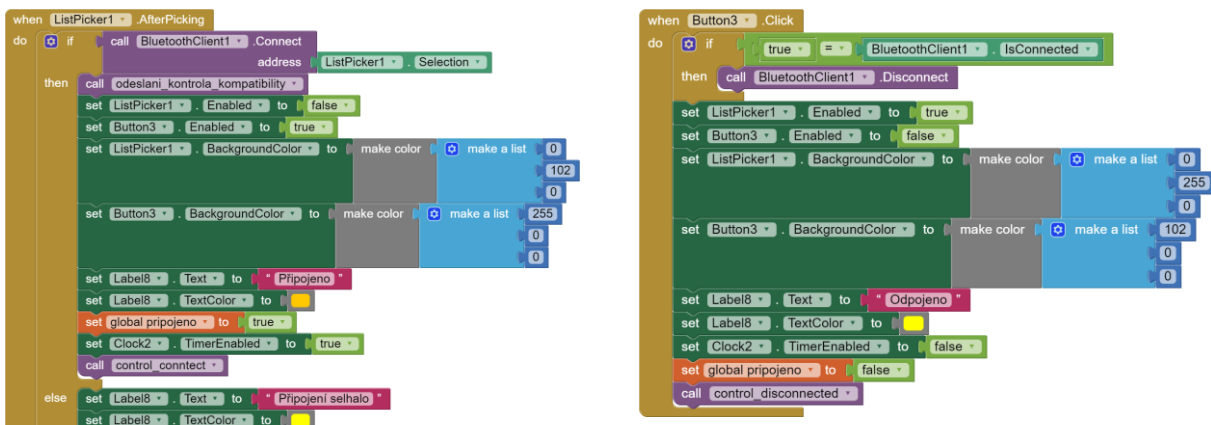 when ListPicker1 .AfterPicking
do if call BluetoothClient1 .Connect
address ListPicker1 . Selection
then call odeslani_kontrola_kompatibility
set ListPicker1 . Enabled to false
set Button3 . Enabled to true
set ListPicker1 . BackgroundColor to make color make a list 0
102
0
set Button3 . BackgroundColor to make color make a list 255
0
0
set Label8 . Text to " Připojeno "
set Label8 . TextColor to
set global pripojeno to true
set Clock2 . TimerEnabled to true
call control_conntect
else set Label8 . Text to " Připojení selhalo "
set Label8 . TextColor to
when Button3 .Click
do if true = BluetoothClient1 . IsConnected
then call BluetoothClient1 .Disconnect
set ListPicker1 . Enabled to true
set Button3 . Enabled to false
set ListPicker1 . BackgroundColor to make color make a list 0
255
0
set Button3 . BackgroundColor to make color make a list 102
0
0
set Label8 . Text to " Odpojeno "
set Label8 . TextColor to
set Clock2 . TimerEnabled to false
set global pripojeno to false
call control_disconnected